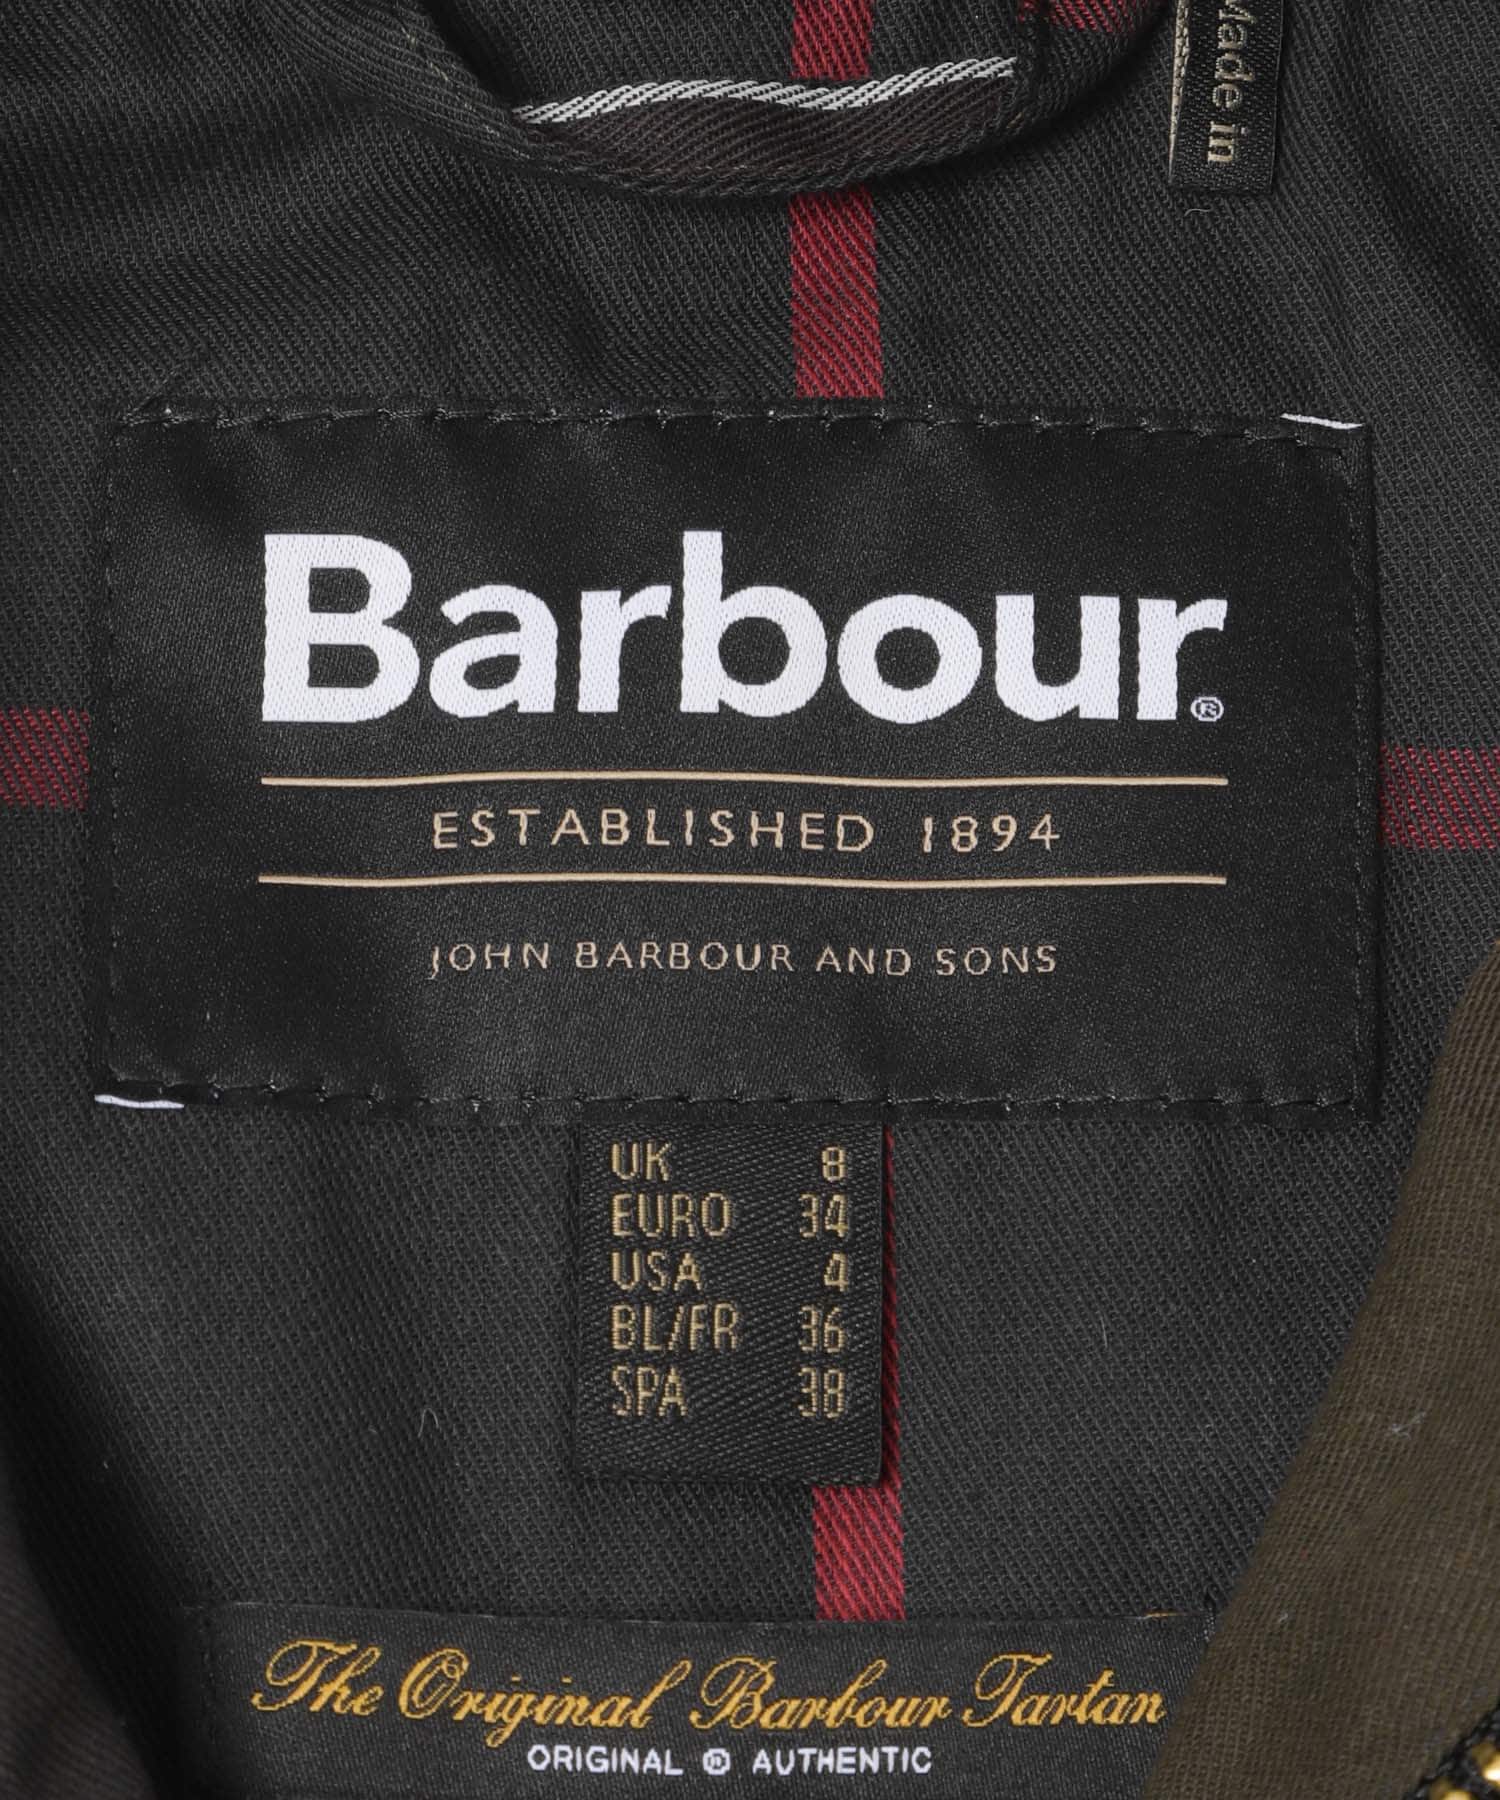 Made in
Barbour®
ESTABLISHED 1894
JOHN BARBOUR AND SONS
UK 8
EURO 34
USA 4
BL/FR 36
SPA 38
The Original Barbour Tartan
ORIGINAL ® AUTHENTIC